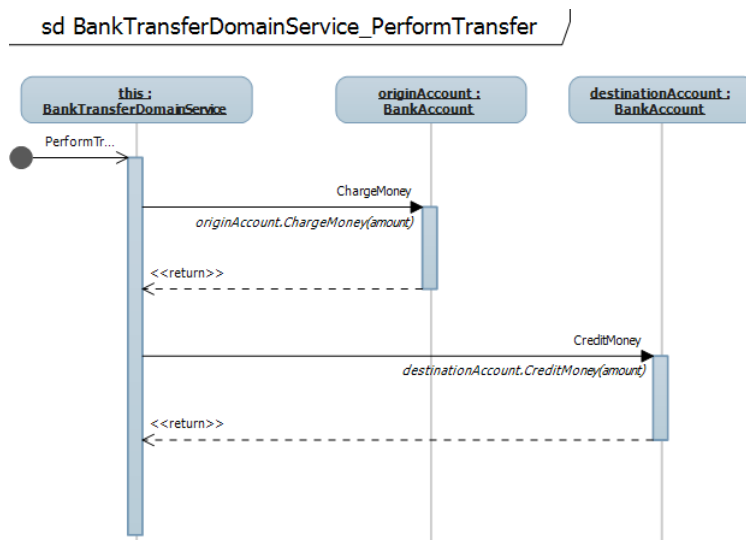 sd BankTransferDomainService_PerformTransfer
this :
BankTransferDomainService
originAccount :
BankAccount
destinationAccount :
BankAccount
PerformTr...
ChargeMoney
originAccount.ChargeMoney(amount)
<<return>>
CreditMoney
destinationAccount.CreditMoney(amount)
<<return>>